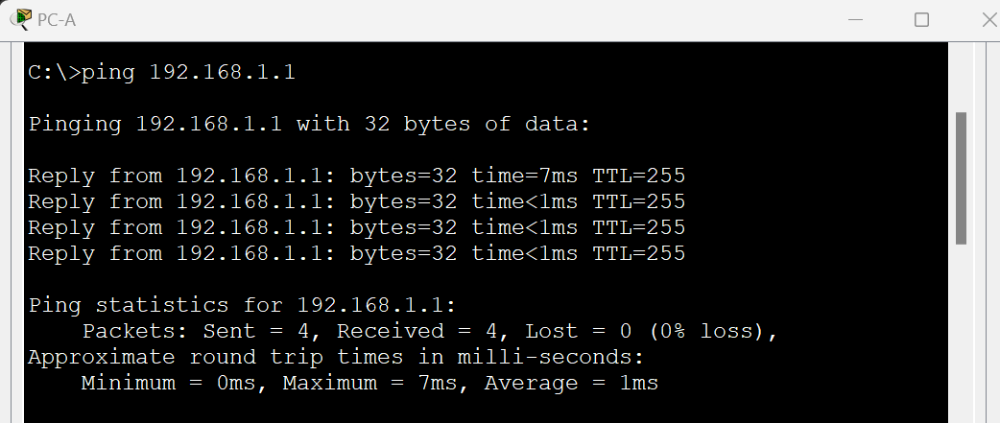 PC-A
C:\>ping 192.168.1.1
Pinging 192.168.1.1 with 32 bytes of data:
Reply from 192.168.1.1: bytes=32 time=7ms TTL=255
Reply from 192.168.1.1: bytes=32 time<1ms TTL=255
Reply from 192.168.1.1: bytes=32 time<1ms TTL=255
Reply from 192.168.1.1: bytes=32 time<1ms TTL=255
Ping statistics for 192.168.1.1:
    Packets: Sent = 4, Received = 4, Lost = 0 (0% loss),
Approximate round trip times in milli-seconds:
    Minimum = 0ms, Maximum = 7ms, Average = 1ms